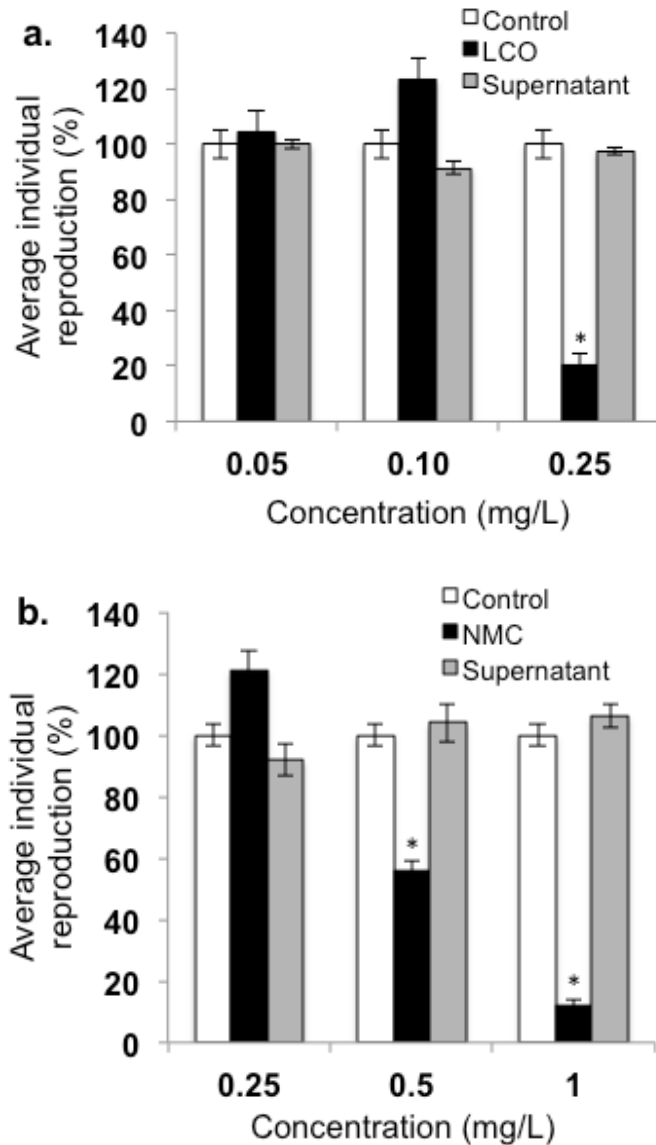 a.
Control
LCO
Supernatant
Average individual
reproduction (%)
140
120
100
80
60
40
20
0
*
0.05 0.10 0.25
Concentration (mg/L)
b.
Control
NMC
Supernatant
Average individual
reproduction (%)
140
120
100
80
60
40
20
0
*
*
0.25 0.5 1
Concentration (mg/L)